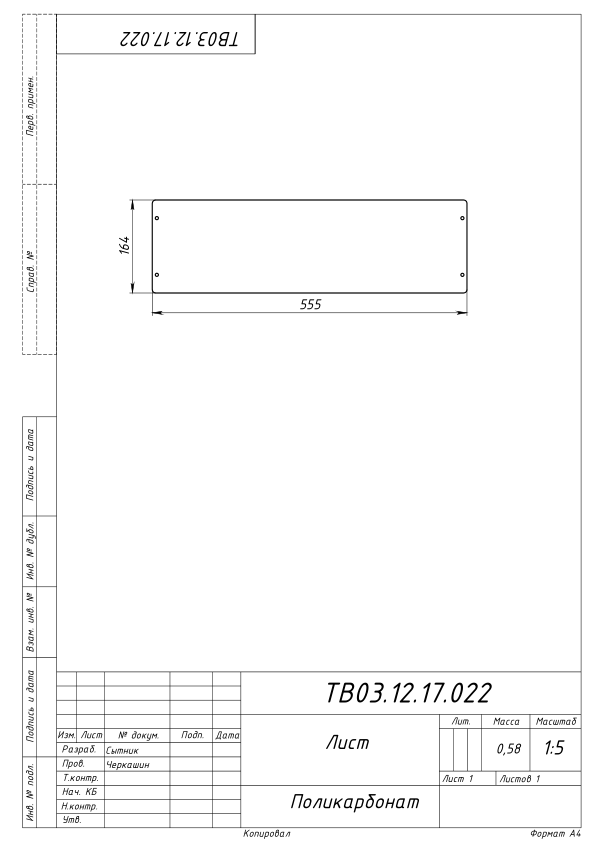 ТВ03.12.17.022
Перв. примен.
Справ. №
164
555
Подпись и дата
Инв. № дубл.
Взам. инв. №
Подпись и дата
Инв. № подл.
ТВ03.12.17.022
Изм. Лист № докум. Подп. Дата
Разраб. Сытник
Пров. Черкашин
Т.контр.
Нач. КБ
Н.контр.
Утв.
Лист
Лит. Масса Масштаб
0,58 1:5
Лист 1 Листов 1
Поликарбонат
Копировал Формат А4